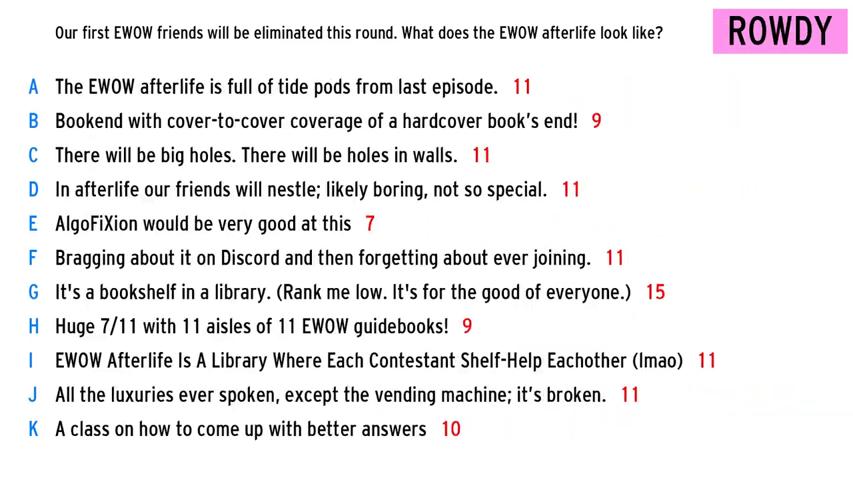 Our first EWOW friends will be eliminated this round. What does the EWOW afterlife look like?
ROWDY
A The EWOW afterlife is full of tide pods from last episode. 11
B Bookend with cover-to-cover coverage of a hardcover book's end! 9
C There will be big holes. There will be holes in walls. 11
D In afterlife our friends will nestle; likely boring, not so special. 11
E AlgoFiXion would be very good at this 7
F Bragging about it on Discord and then forgetting about ever joining. 11
G It's a bookshelf in a library. (Rank me low. It's for the good of everyone.) 15
H Huge 7/11 with 11 aisles of 11 EWOW guidebooks! 9
I EWOW Afterlife Is A Library Where Each Contestant Shelf-Help Eachother (lmao) 11
J All the luxuries ever spoken, except the vending machine; it's broken. 11
K A class on how to come up with better answers 10